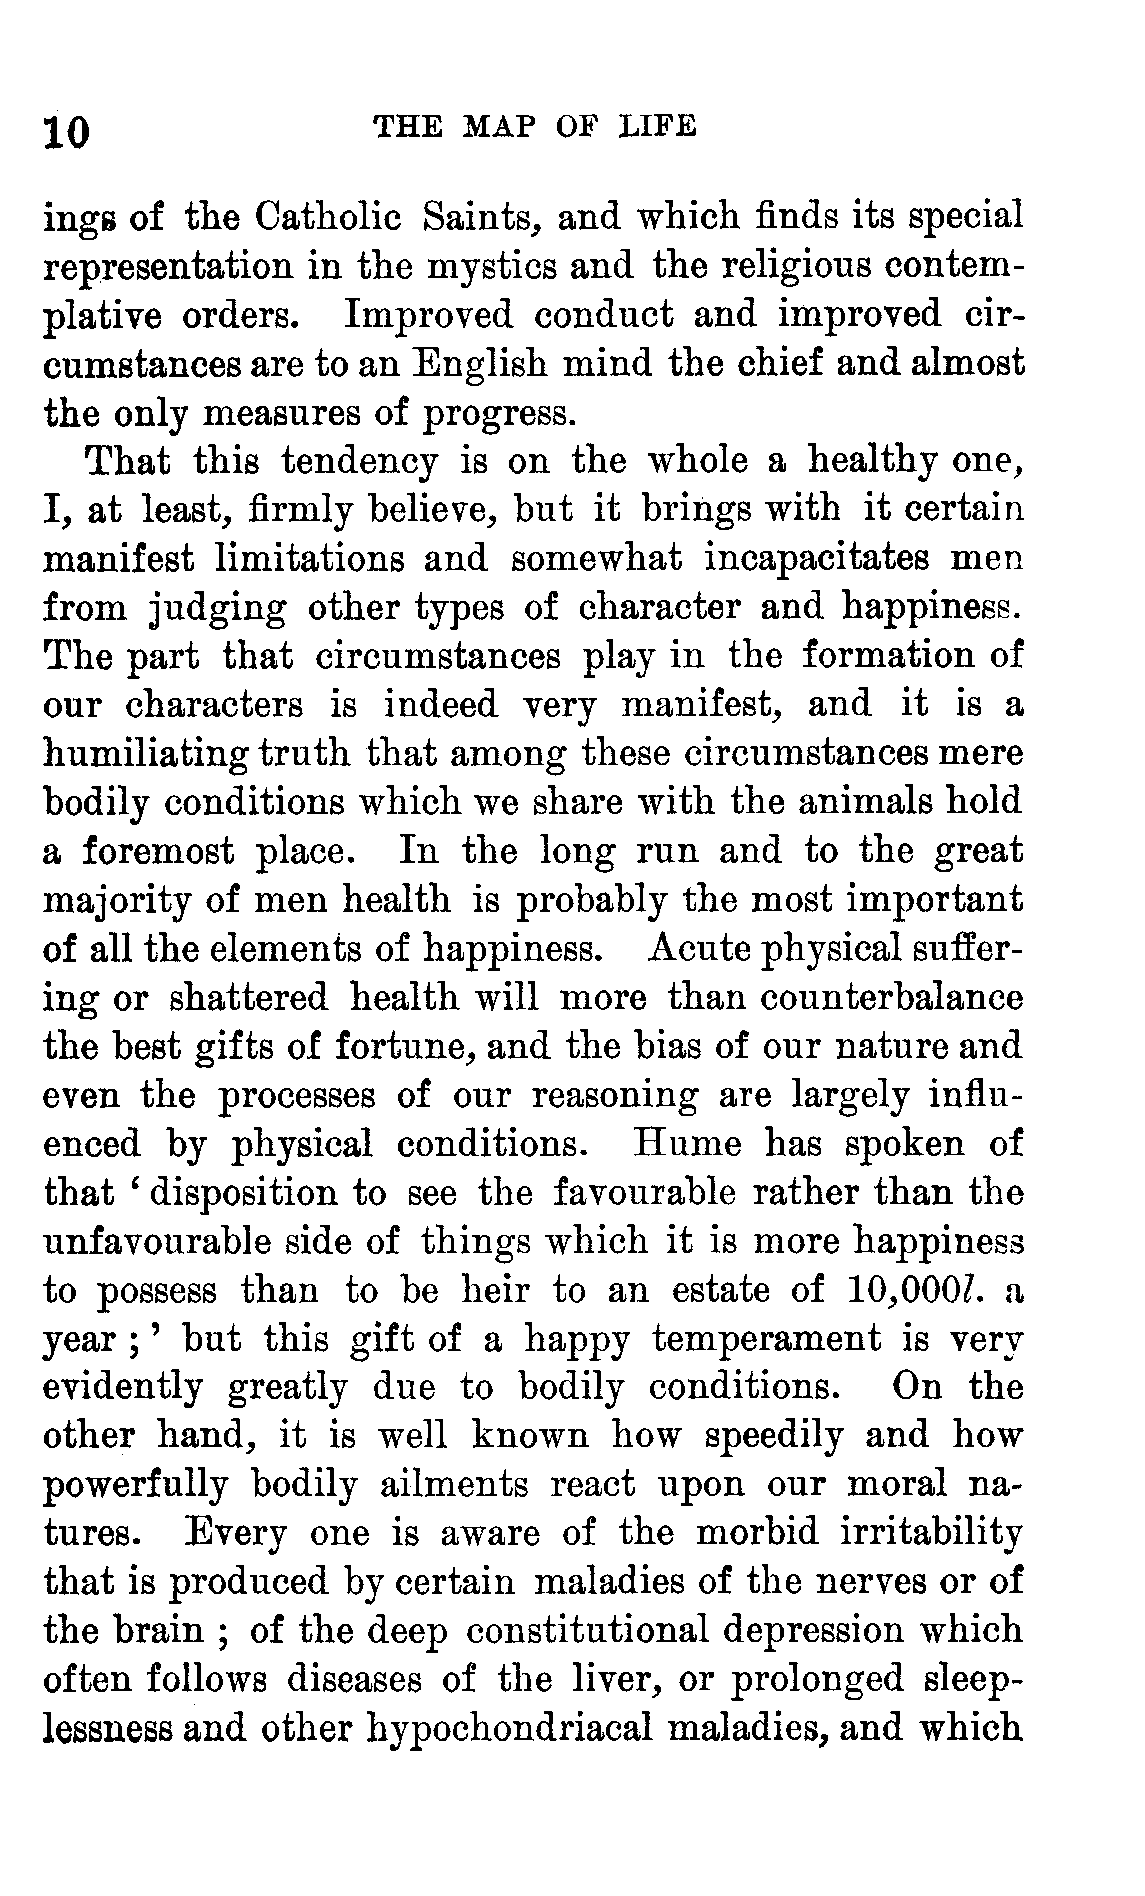 10 THE MAP OF LIFE
ings of the Catholic Saints, and which finds its special
representation in the mystics and the religious contem-
plative orders. Improved conduct and improved cir-
cumstances are to an English mind the chief and almost
the only measures of progress.
That this tendency is on the whole a healthy one,
I, at least, firmly believe, but it brings with it certain
manifest limitations and somewhat incapacitates men
from judging other types of character and happiness.
The part that circumstances play in the formation of
our characters is indeed very manifest, and it is a
humiliating truth that among these circumstances mere
bodily conditions which we share with the animals hold
a foremost place. In the long run and to the great
majority of men health is probably the most important
of all the elements of happiness. Acute physical suffer-
ing or shattered health will more than counterbalance
the best gifts of fortune, and the bias of our nature and
even the processes of our reasoning are largely influ-
enced by physical conditions. Hume has spoken of
that ‘ disposition to see the favourable rather than the
unfavourable side of things which it is more happiness
to possess than to be heir to an estate of 10,000l. a
year ; ’ but this gift of a happy temperament is very
evidently greatly due to bodily conditions. On the
other hand, it is well known how speedily and how
powerfully bodily ailments react upon our moral na-
tures. Every one is aware of the morbid irritability
that is produced by certain maladies of the nerves or of
the brain ; of the deep constitutional depression which
often follows diseases of the liver, or prolonged sleep-
lessness and other hypochondriacal maladies, and which